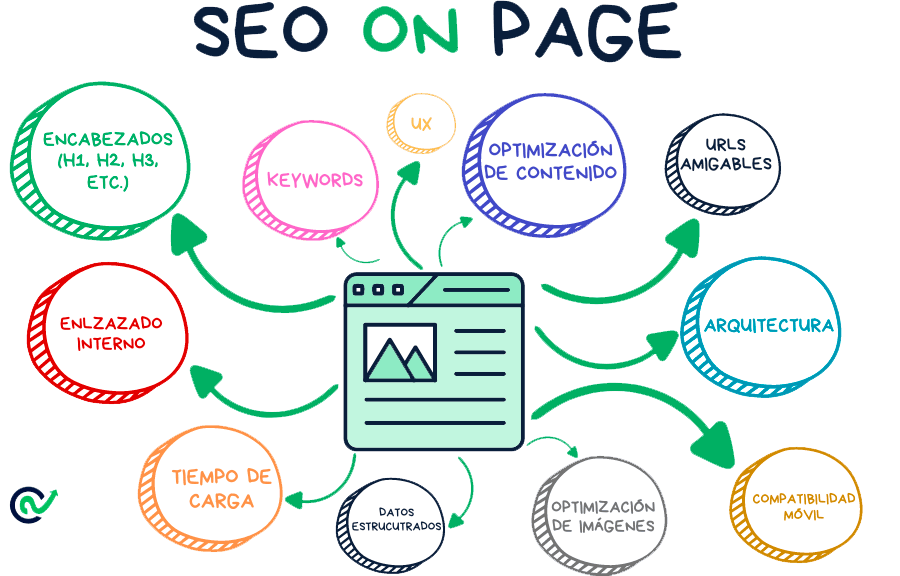 SEO ON PAGE
ENCABEZADOS
(H1, H2, H3,
ETC.)
KEYWORDS
UX
OPTIMIZACIÓN
DE CONTENIDO
URLS
AMIGABLES
ENLZAZADO
INTERNO
ARQUITECTURA
TIEMPO DE
CARGA
DATOS
ESTRUCUTRADOS
OPTIMIZACIÓN
DE IMÁGENES
COMPATIBILIDAD
MÓVIL